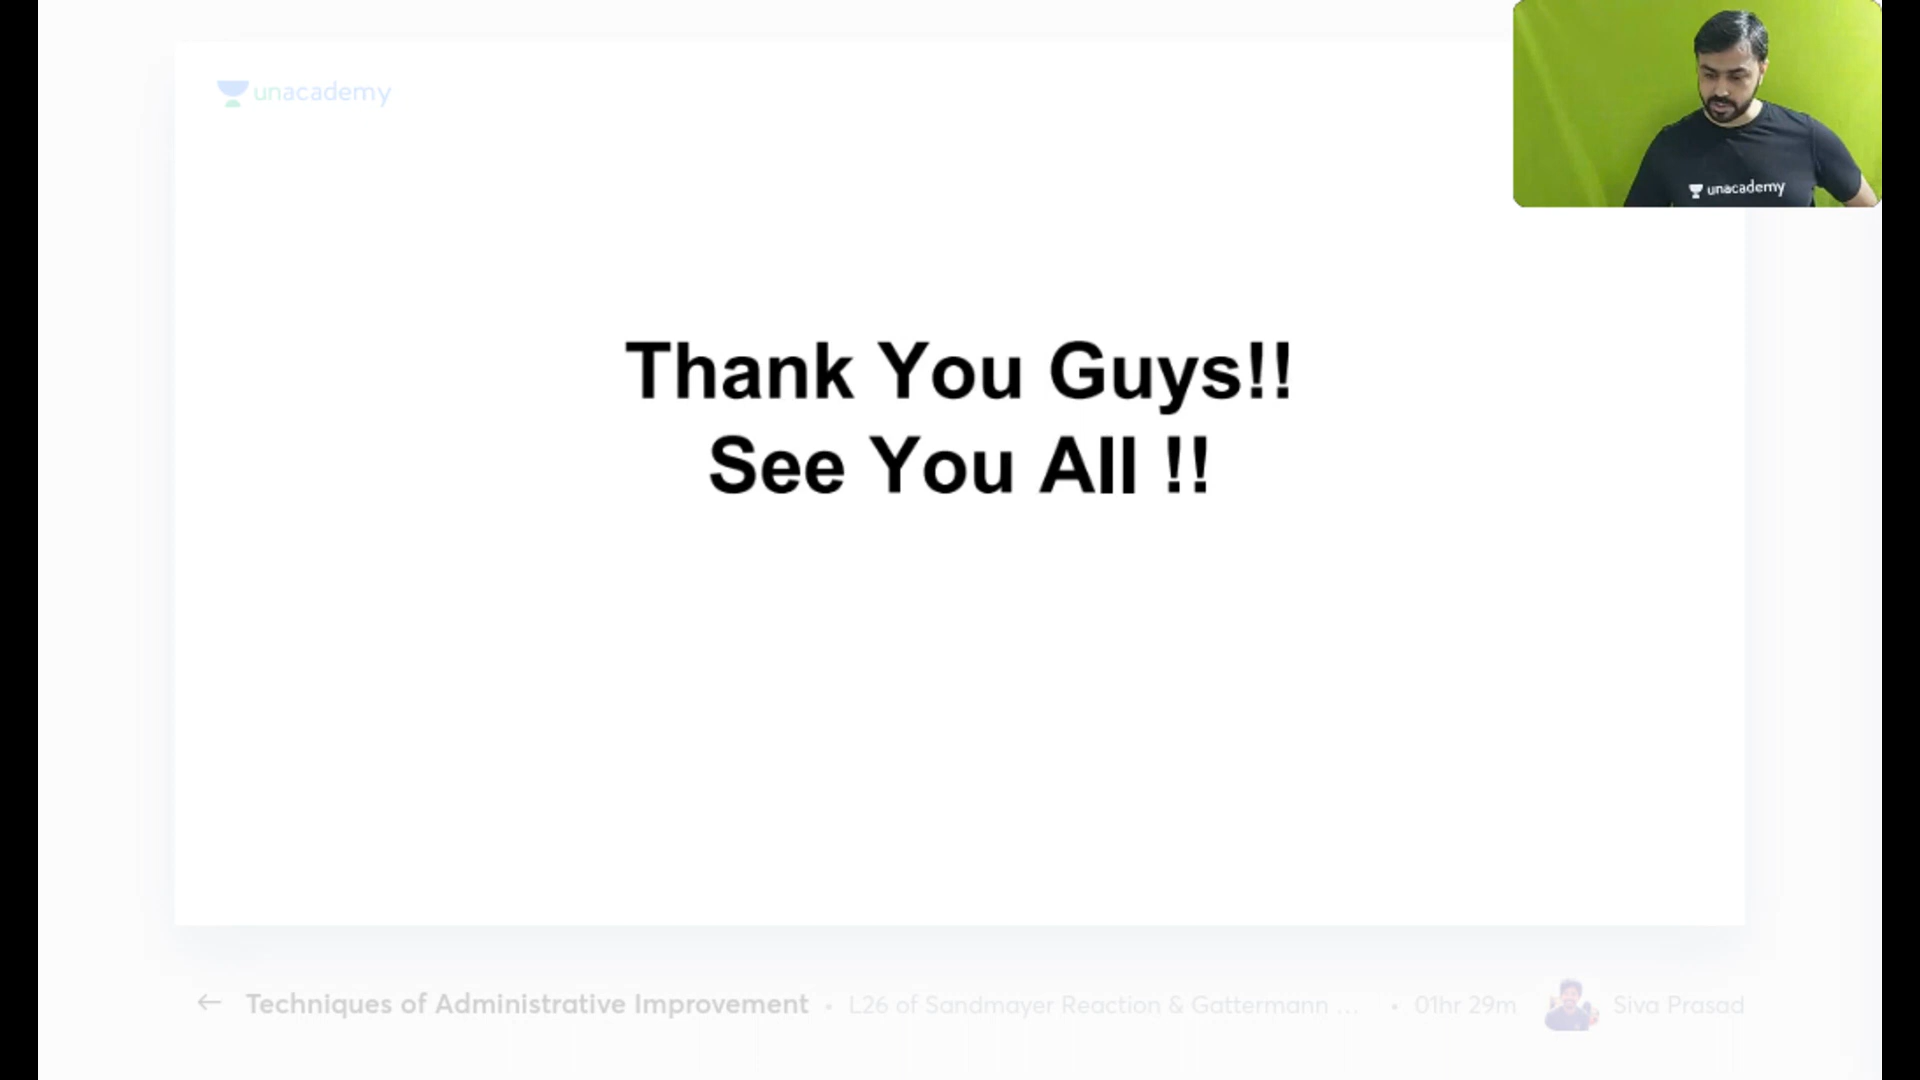 unacademy
unacademy
Thank You Guys!!
See You All !!
← Techniques of Administrative Improvement • L26 of Sandmayer Reaction & Gattermann ... • 01hr 29m Siva Prasad